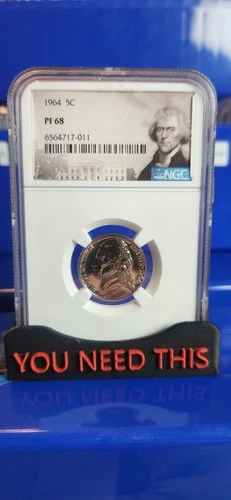 1964 5C
PF 68
6564717-011
NGC
YOU NEED THIS